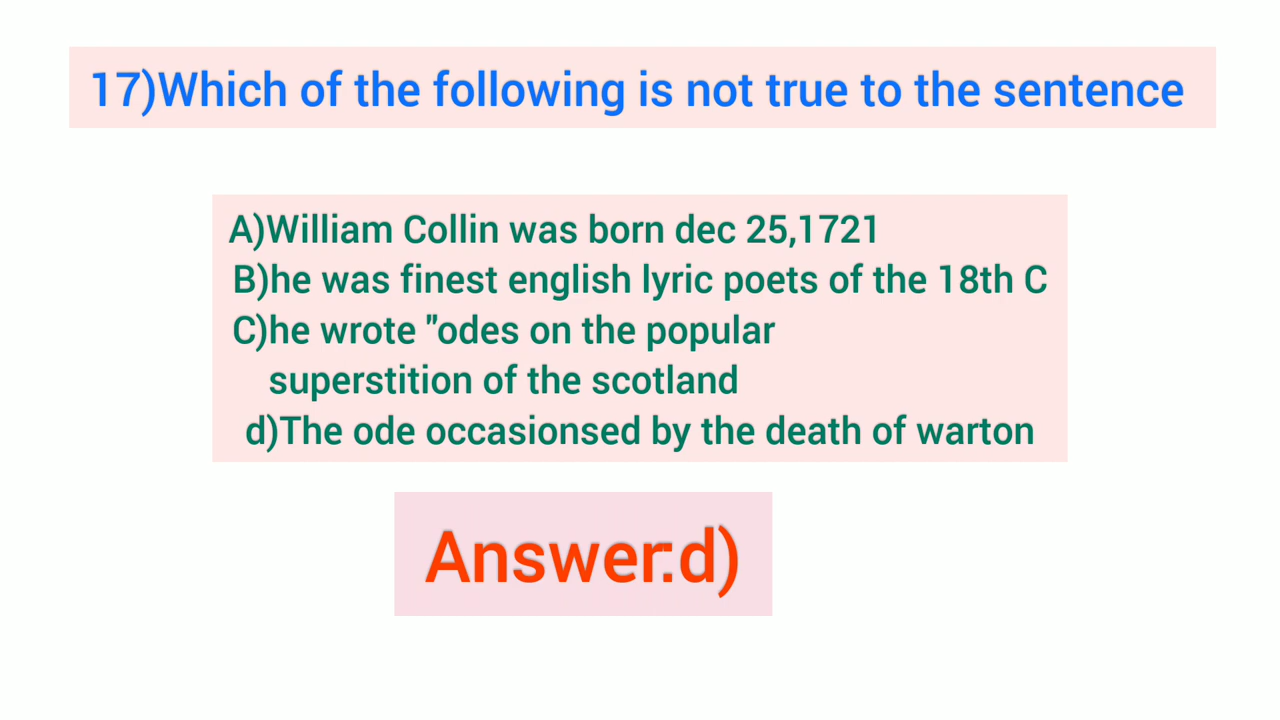 17)Which of the following is not true to the sentence
A)William Collin was born dec 25,1721
B)he was finest english lyric poets of the 18th C
C)he wrote "odes on the popular
superstition of the scotland
d)The ode occasionsed by the death of warton
Answer:d)